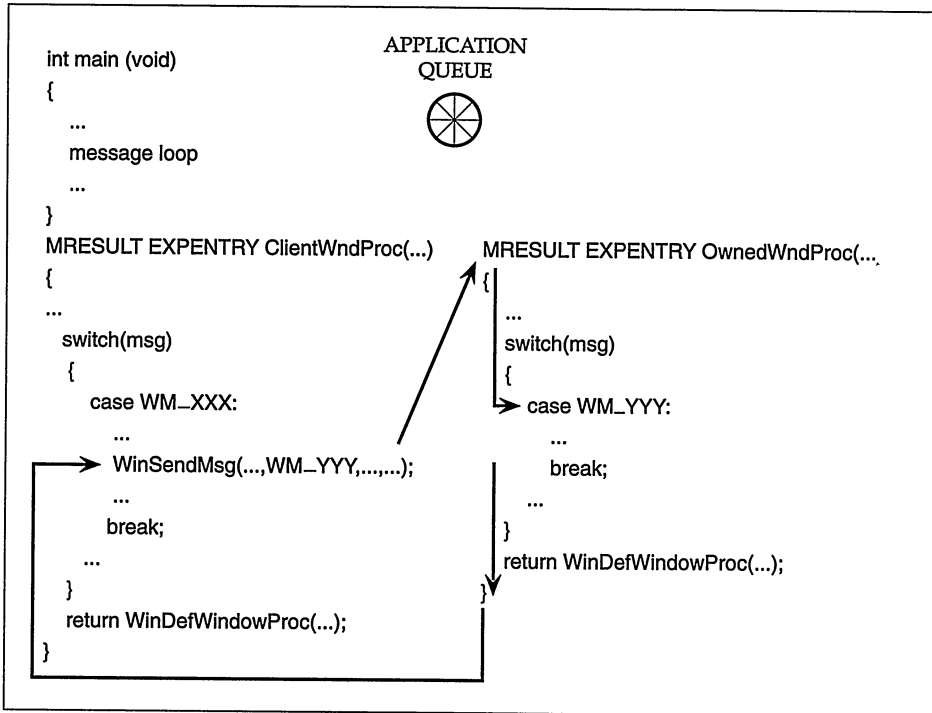 APPLICATION
QUEUE
int main (void)
{
...
message loop
...
}
MRESULT EXPENTRY ClientWndProc(...)
{
...
switch(msg)
{
case WM_XXX:
...
WinSendMsg(...,WM_YYY,...,...);
...
break;
...
}
return WinDefWindowProc(...);
}
MRESULT EXPENTRY OwnedWndProc(...
{
...
switch(msg)
{
case WM_YYY:
...
break;
...
}
return WinDefWindowProc(...);
}